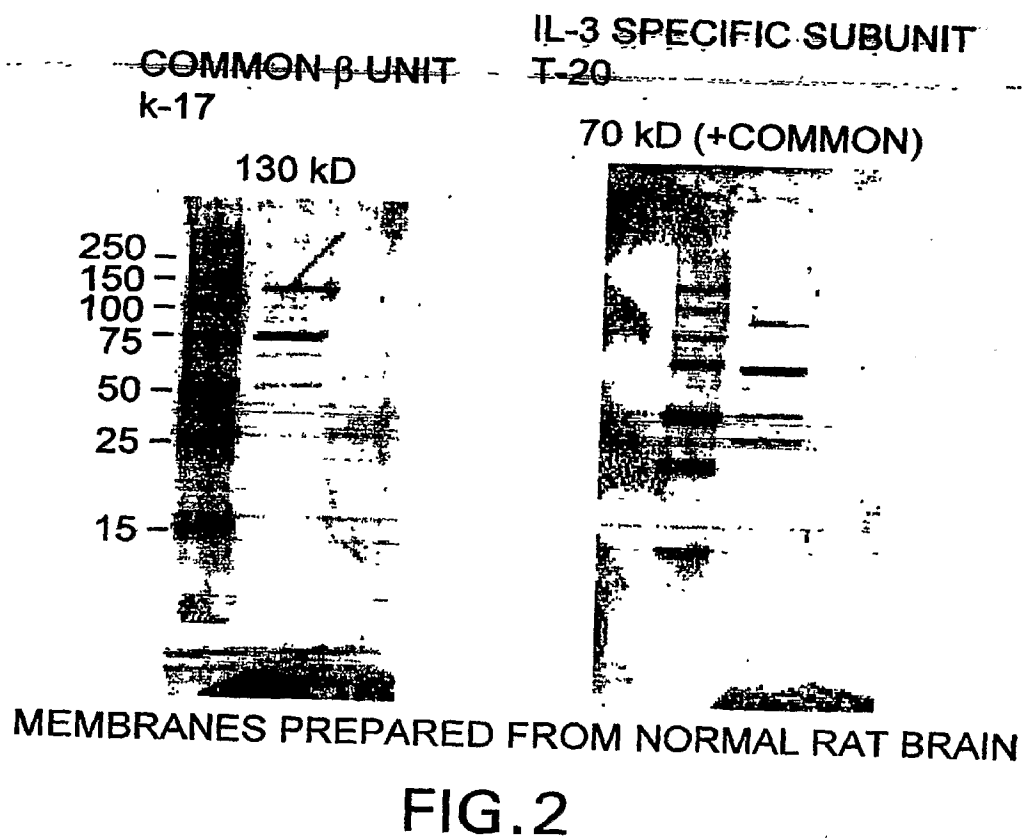 COMMON β UNIT
k-17
130 kD
250
150
100
75
50
25
15
IL-3 SPECIFIC SUBUNIT
T-20
70 kD (+COMMON)
MEMBRANES PREPARED FROM NORMAL RAT BRAIN
FIG.2